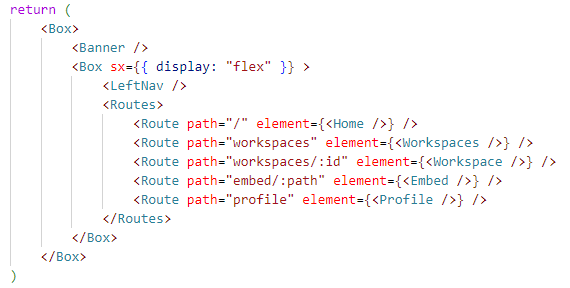 return (
    <Box>
        <Banner />
        <Box sx={{ display: "flex" }} >
            <LeftNav />
            <Routes>
                <Route path="/" element={<Home />} />
                <Route path="workspaces" element={<Workspaces />} />
                <Route path="workspaces/:id" element={<Workspace />} />
                <Route path="embed/:path" element={<Embed />} />
                <Route path="profile" element={<Profile />} />
            </Routes>
        </Box>
    </Box>
)